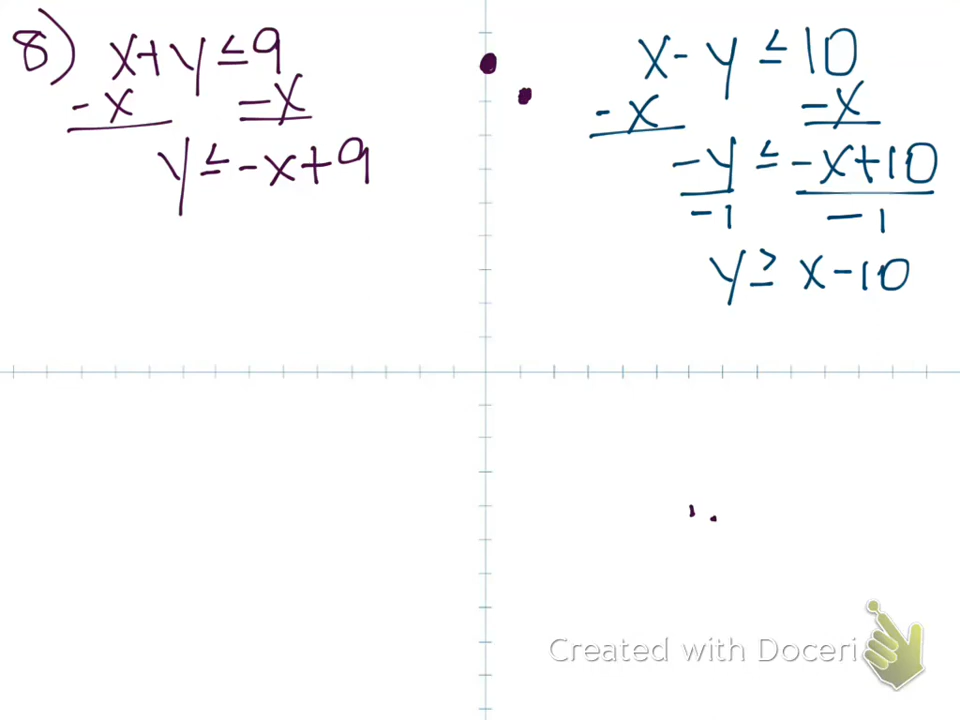 8) x+y≤9
-x -x
y≤-x+9
x-y≤10
-x -x
-y≤-x+10
-1 -1
y≥x-10
Created with Doceri